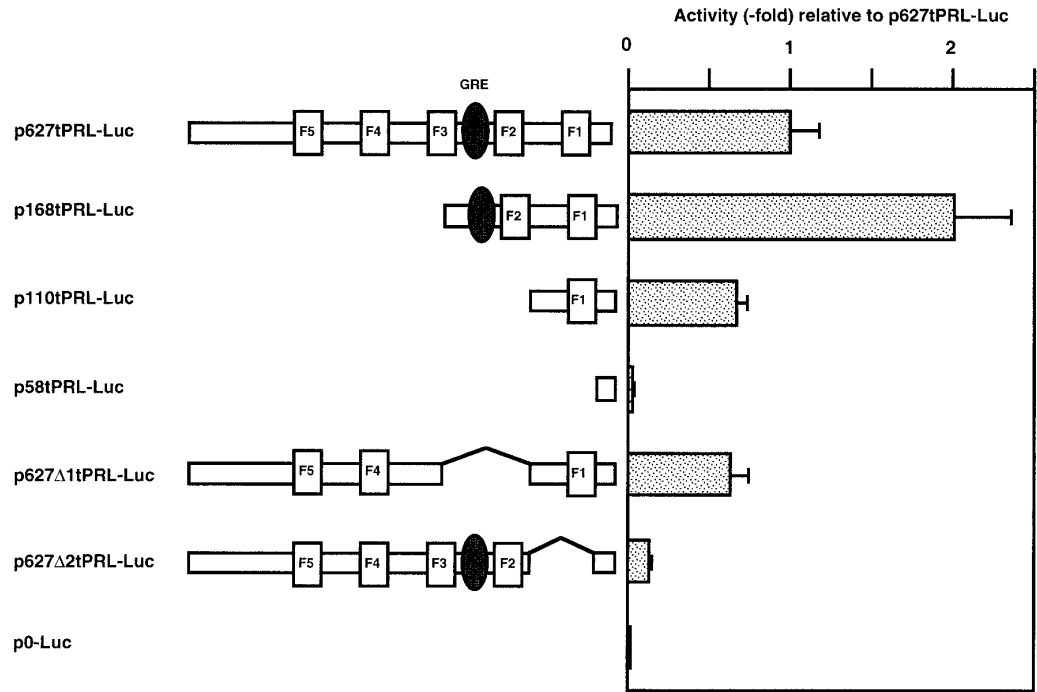 Activity (-fold) relative to p627tPRL-Luc
0 1 2
GRE
p627tPRL-Luc F5 F4 F3 F2 F1
p168tPRL-Luc F2 F1
p110tPRL-Luc F1
p58tPRL-Luc
p627Δ1tPRL-Luc F5 F4 F1
p627Δ2tPRL-Luc F5 F4 F3 F2
p0-Luc